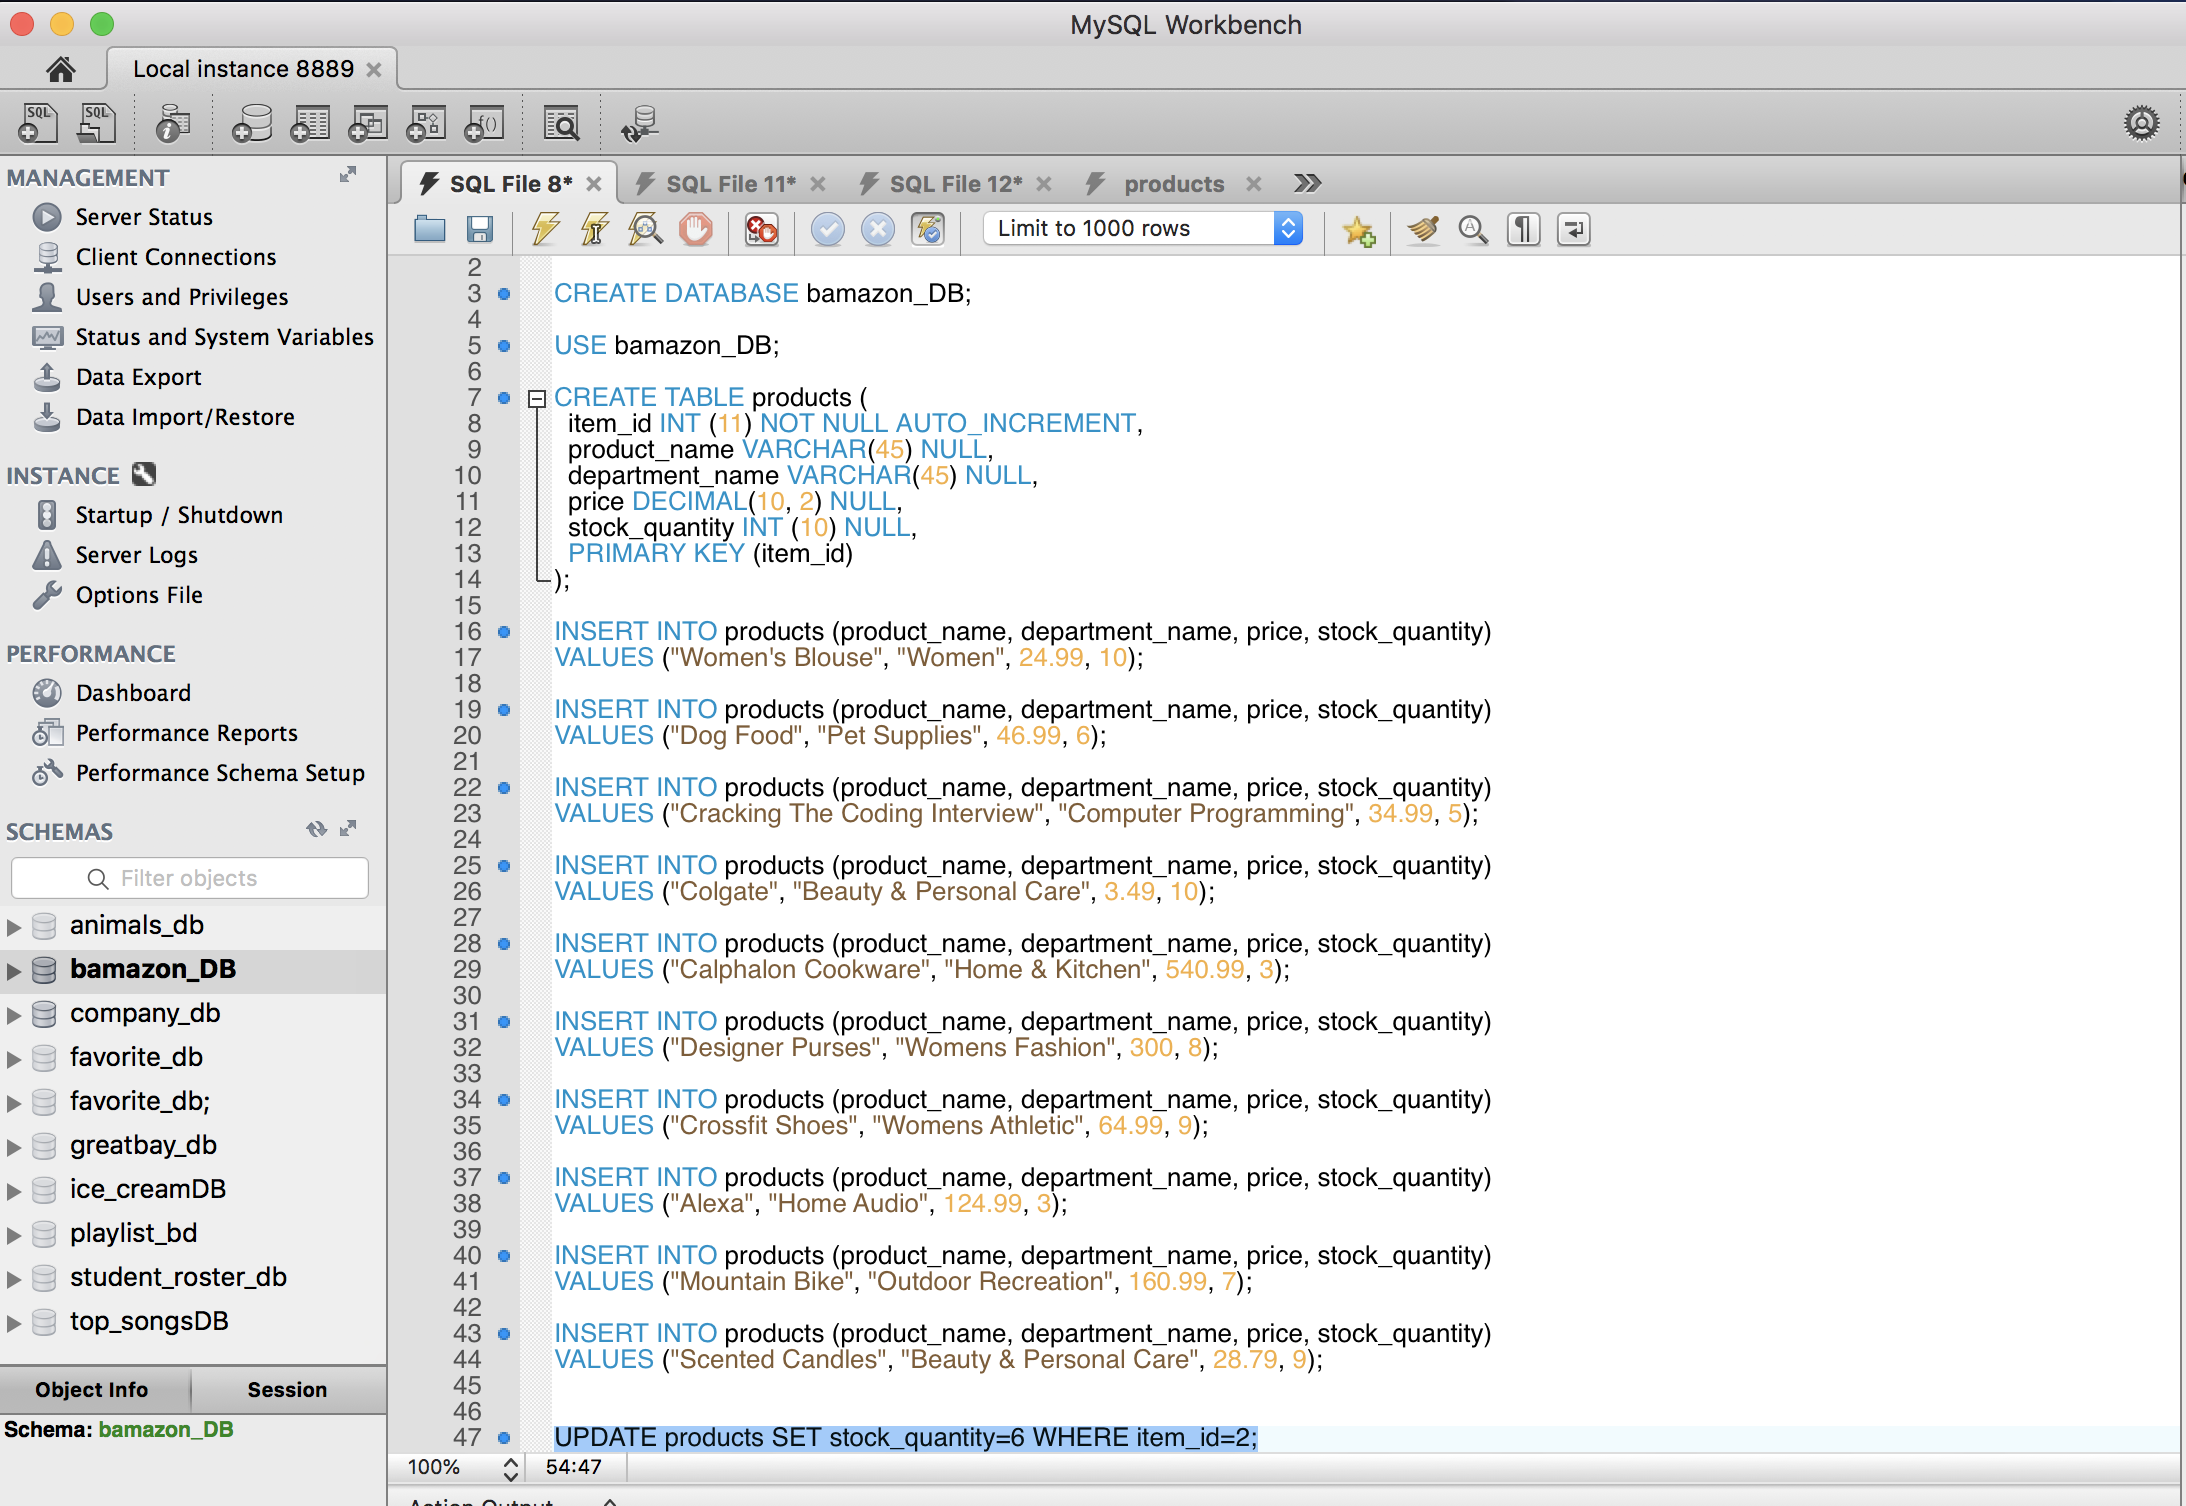 MySQL Workbench
Local instance 8889
MANAGEMENT
Server Status
Client Connections
Users and Privileges
Status and System Variables
Data Export
Data Import/Restore
INSTANCE
Startup / Shutdown
Server Logs
Options File
PERFORMANCE
Dashboard
Performance Reports
Performance Schema Setup
SCHEMAS
Filter objects
animals_db
bamazon_DB
company_db
favorite_db
favorite_db;
greatbay_db
ice_creamDB
playlist_bd
student_roster_db
top_songsDB
Object Info Session
Schema: bamazon_DB
SQL File 8* SQL File 11* SQL File 12* products
Limit to 1000 rows
2
3 CREATE DATABASE bamazon_DB;
4
5 USE bamazon_DB;
6
7 CREATE TABLE products (
8 item_id INT (11) NOT NULL AUTO_INCREMENT,
9 product_name VARCHAR(45) NULL,
10 department_name VARCHAR(45) NULL,
11 price DECIMAL(10, 2) NULL,
12 stock_quantity INT (10) NULL,
13 PRIMARY KEY (item_id)
14 );
15
16 INSERT INTO products (product_name, department_name, price, stock_quantity)
17 VALUES ("Women's Blouse", "Women", 24.99, 10);
18
19 INSERT INTO products (product_name, department_name, price, stock_quantity)
20 VALUES ("Dog Food", "Pet Supplies", 46.99, 6);
21
22 INSERT INTO products (product_name, department_name, price, stock_quantity)
23 VALUES ("Cracking The Coding Interview", "Computer Programming", 34.99, 5);
24
25 INSERT INTO products (product_name, department_name, price, stock_quantity)
26 VALUES ("Colgate", "Beauty & Personal Care", 3.49, 10);
27
28 INSERT INTO products (product_name, department_name, price, stock_quantity)
29 VALUES ("Calphalon Cookware", "Home & Kitchen", 540.99, 3);
30
31 INSERT INTO products (product_name, department_name, price, stock_quantity)
32 VALUES ("Designer Purses", "Womens Fashion", 300, 8);
33
34 INSERT INTO products (product_name, department_name, price, stock_quantity)
35 VALUES ("Crossfit Shoes", "Womens Athletic", 64.99, 9);
36
37 INSERT INTO products (product_name, department_name, price, stock_quantity)
38 VALUES ("Alexa", "Home Audio", 124.99, 3);
39
40 INSERT INTO products (product_name, department_name, price, stock_quantity)
41 VALUES ("Mountain Bike", "Outdoor Recreation", 160.99, 7);
42
43 INSERT INTO products (product_name, department_name, price, stock_quantity)
44 VALUES ("Scented Candles", "Beauty & Personal Care", 28.79, 9);
45
46
47 UPDATE products SET stock_quantity=6 WHERE item_id=2;
100% 54:47
Action Output